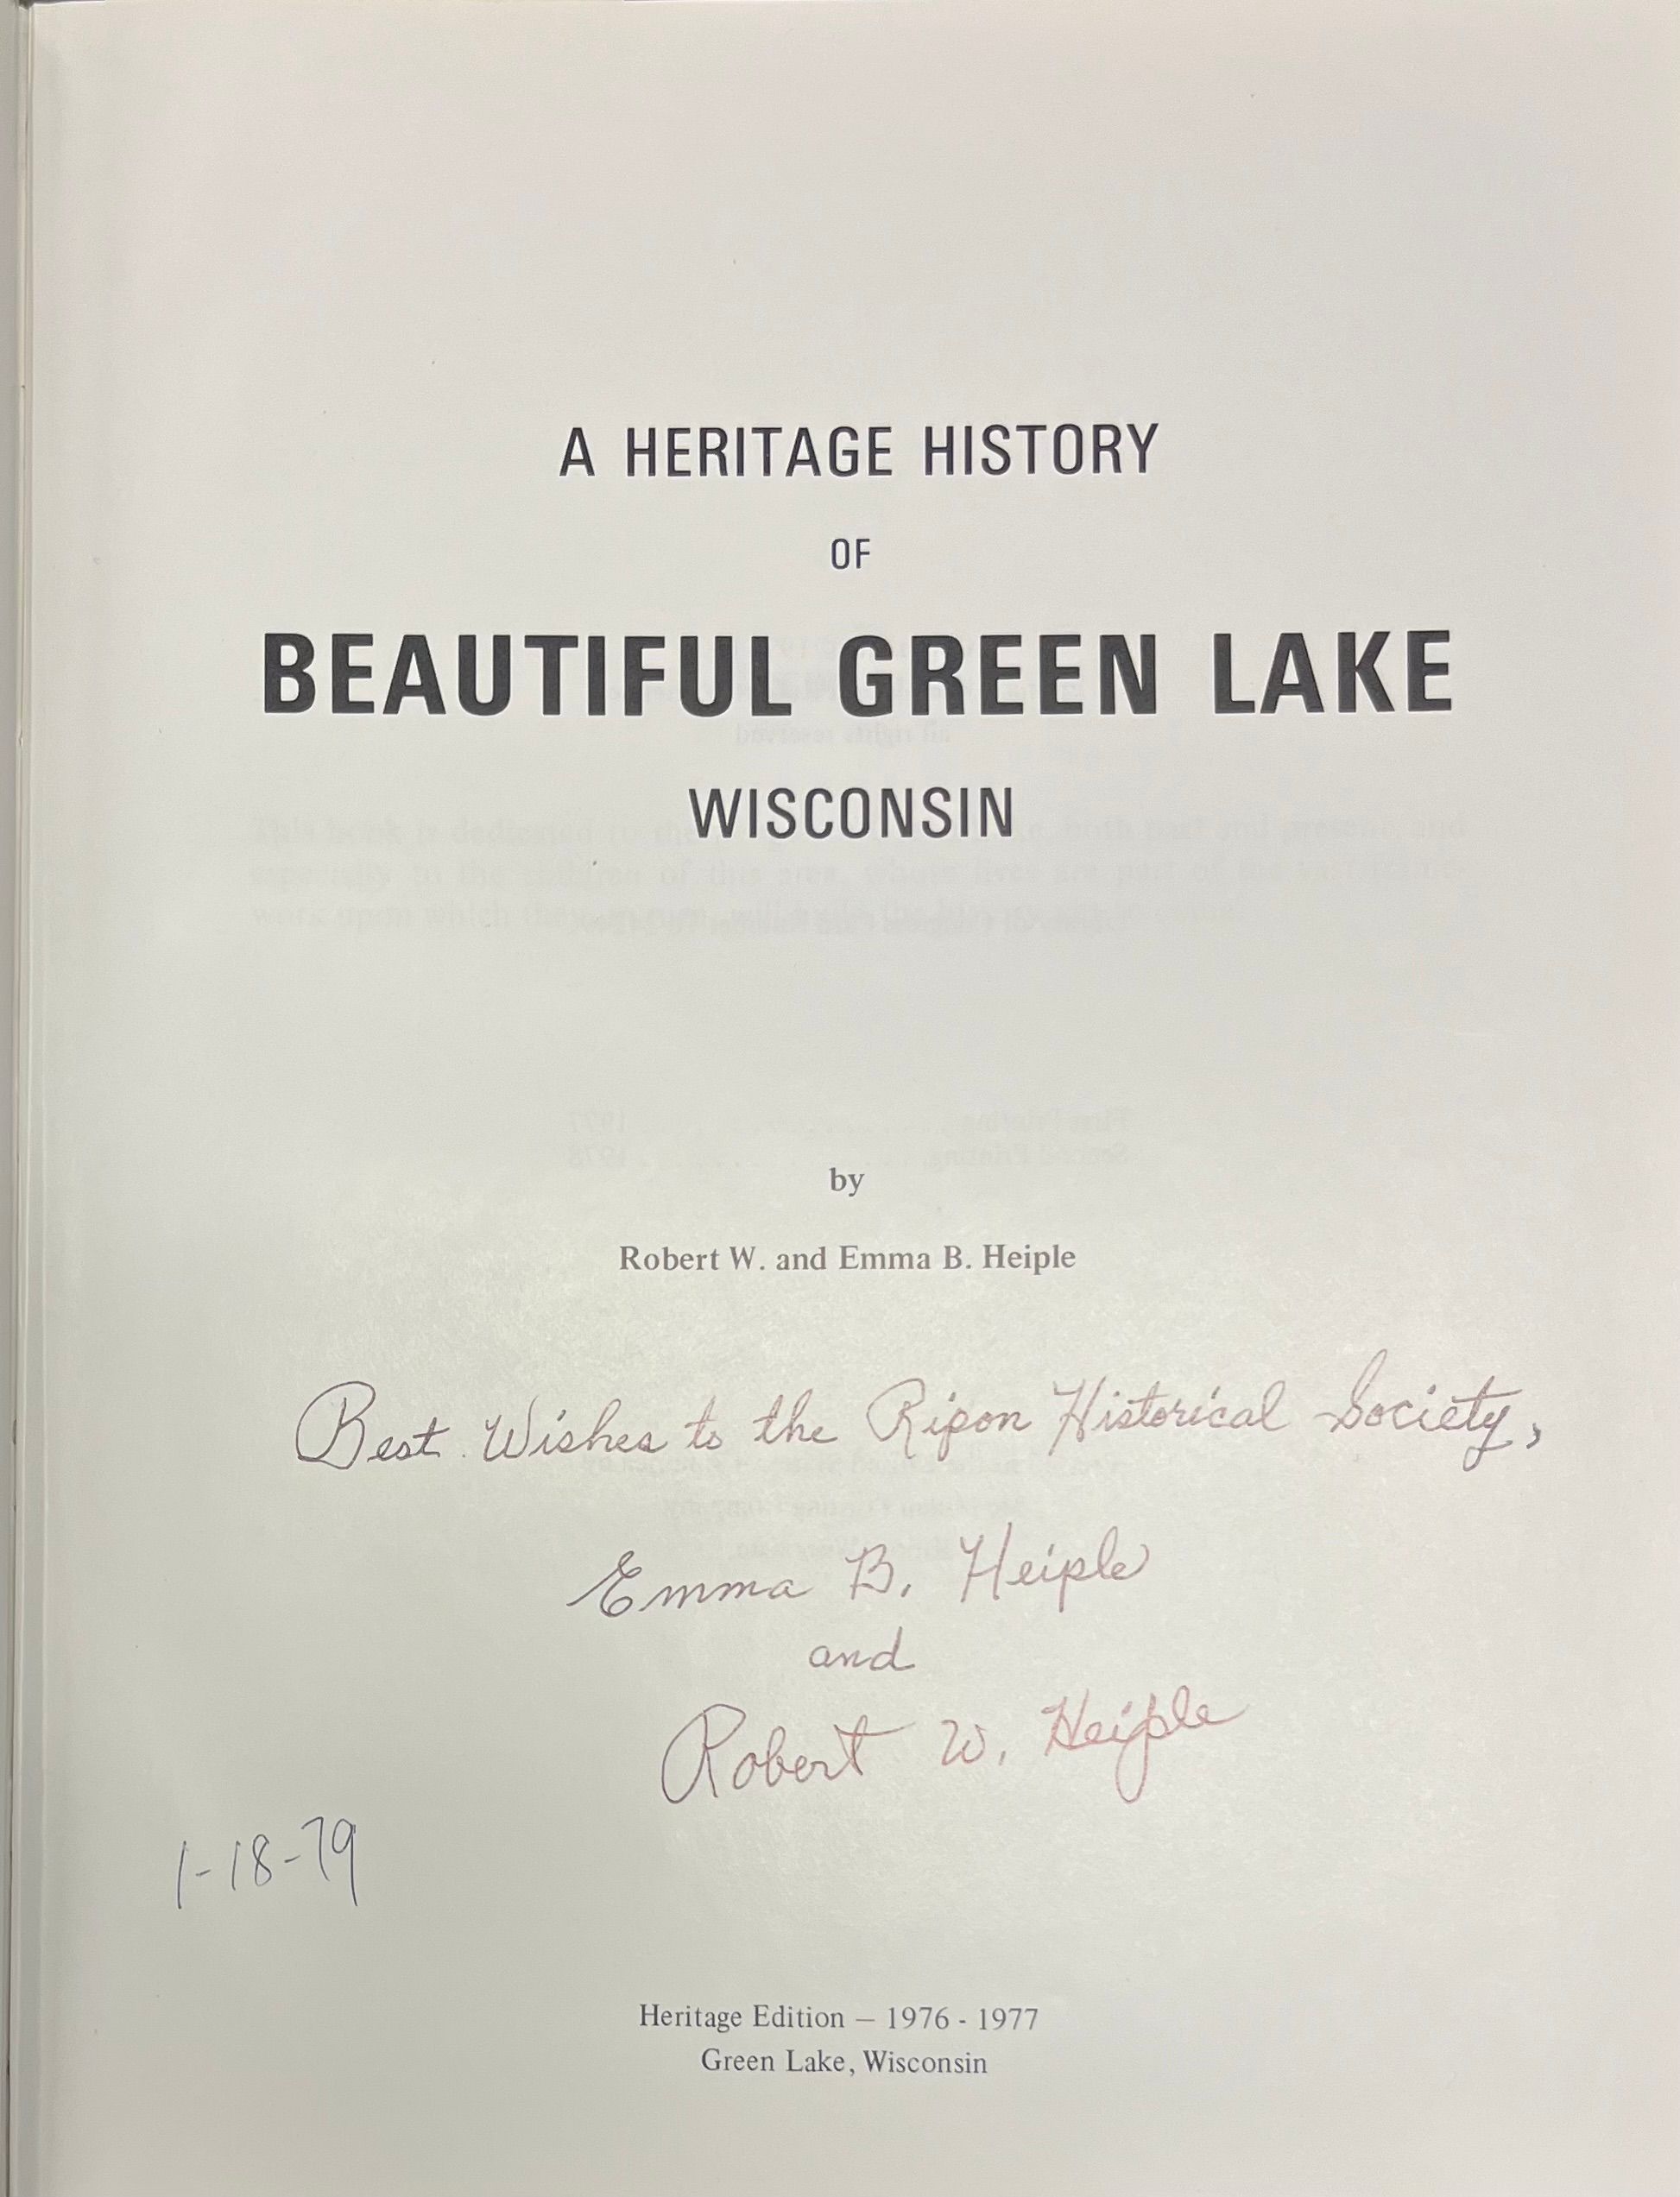 A HERITAGE HISTORY
OF
BEAUTIFUL GREEN LAKE
WISCONSIN
by
Robert W. and Emma B. Heiple
Best Wishes to the Ripon Historical Society,
Emma B. Heiple
and
Robert W. Heiple
1-18-79
Heritage Edition — 1976 - 1977
Green Lake, Wisconsin